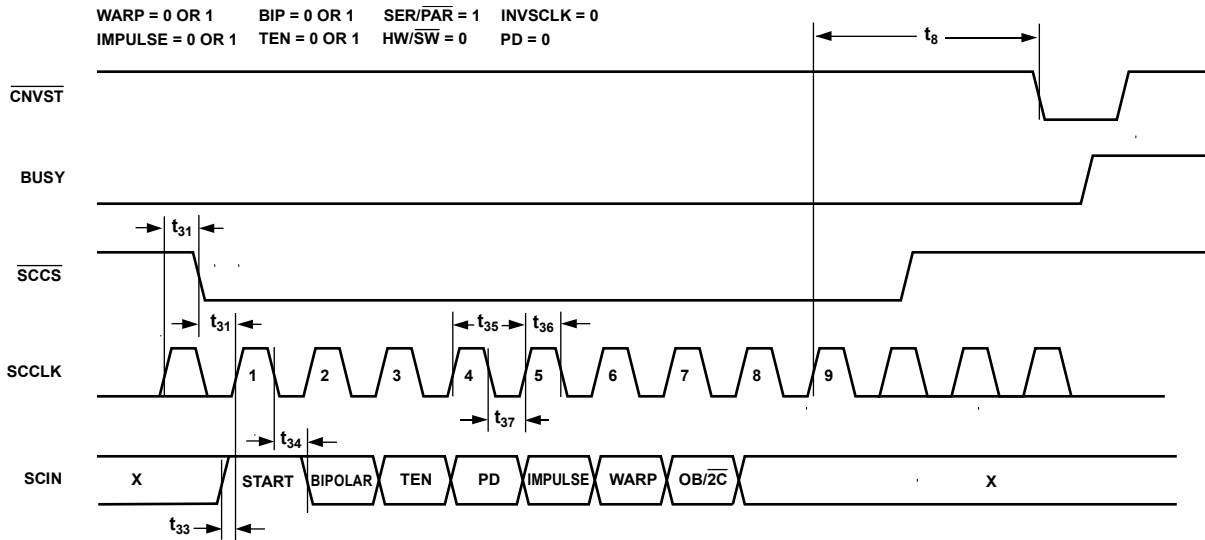 WARP = 0 OR 1 BIP = 0 OR 1 SER/PAR = 1 INVSCLK = 0
IMPULSE = 0 OR 1 TEN = 0 OR 1 HW/SW = 0 PD = 0
t8
CNVST
BUSY
t31
SCCS
t31 t35 t36
SCCLK 1 2 3 4 5 6 7 8 9
t37
t34
SCIN X START BIPOLAR TEN PD IMPULSE WARP OB/2C X
t33